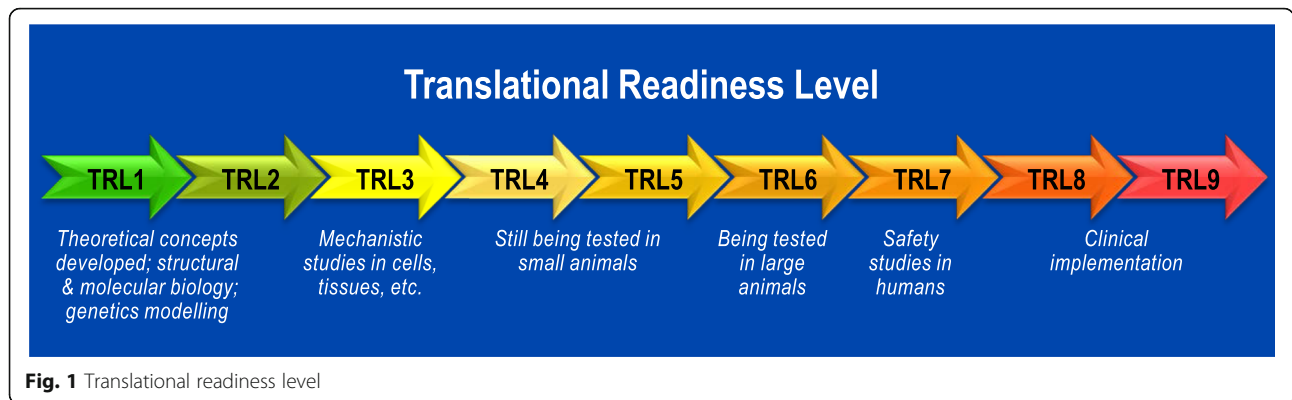 Translational Readiness Level
TRL1 TRL2 TRL3 TRL4 TRL5 TRL6 TRL7 TRL8 TRL9
Theoretical concepts
developed; structural
& molecular biology;
genetics modelling
Mechanistic
studies in cells,
tissues, etc.
Still being tested in
small animals
Being tested
in large
animals
Safety
studies in
humans
Clinical
implementation
Fig. 1 Translational readiness level